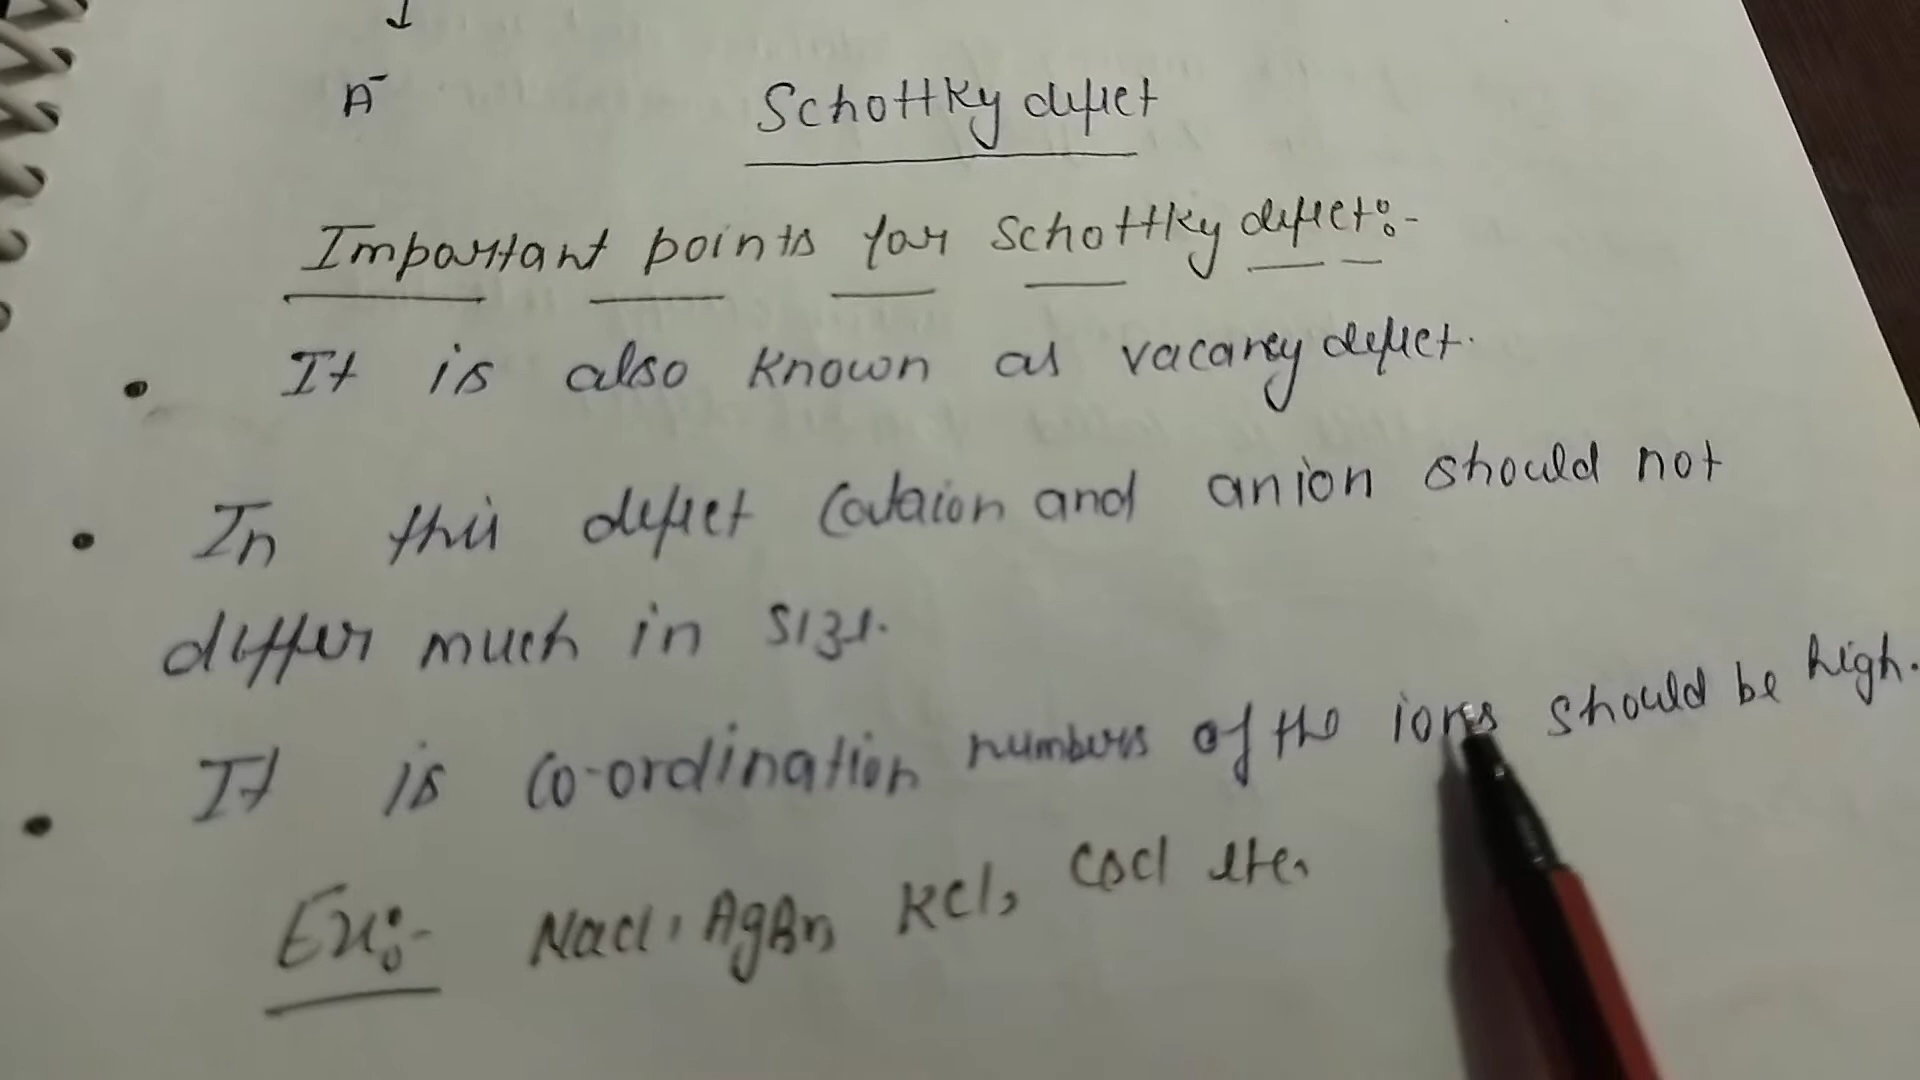 A⁻
Schottky defect
Important points for Schottky defect:-
• It is also known as vacancy defect.
• In this defect Cataion and anion should not
differ much in size.
• It is Co-ordination numbers of the ions should be high.
Ex:- Nacl, AgBr, KCl, CsCl etc.